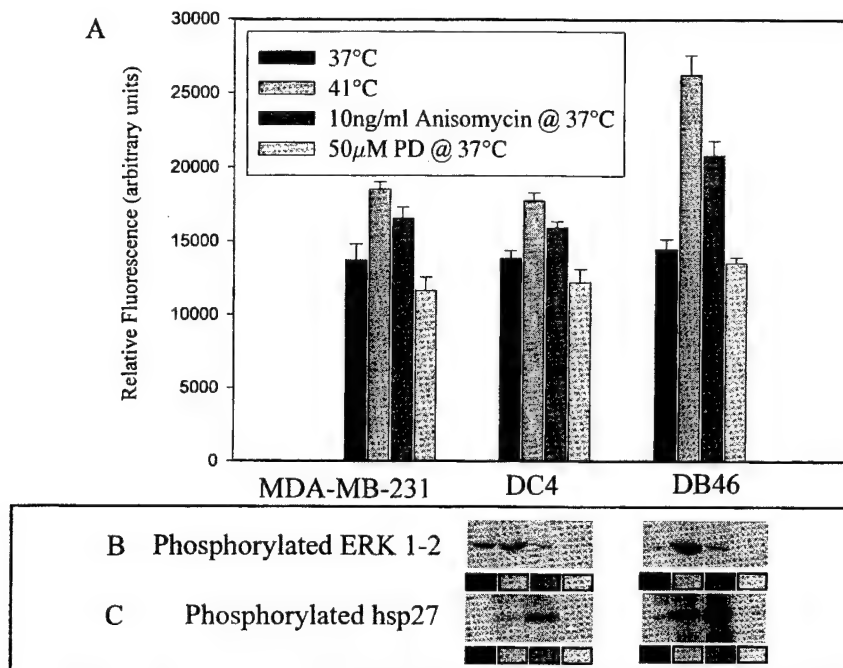 A
Relative Fluorescence (arbitrary units)
30000
25000
20000
15000
10000
5000
0
37°C
41°C
10ng/ml Anisomycin @ 37°C
50μM PD @ 37°C
MDA-MB-231 DC4 DB46
B Phosphorylated ERK 1-2
C Phosphorylated hsp27